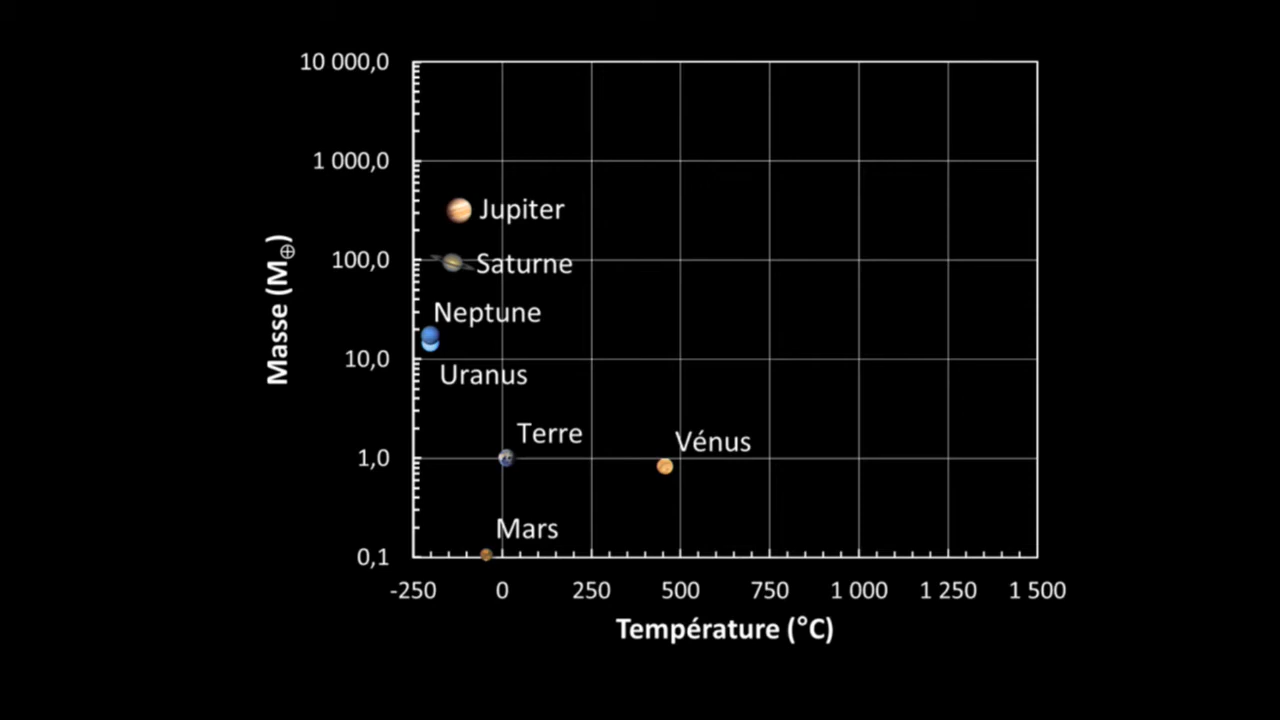 10 000,0
1 000,0
Jupiter
100,0
Saturne
Neptune
10,0
Uranus
Terre
Vénus
1,0
Mars
0,1
Masse (M⊕)
-250 0 250 500 750 1 000 1 250 1 500
Température (°C)